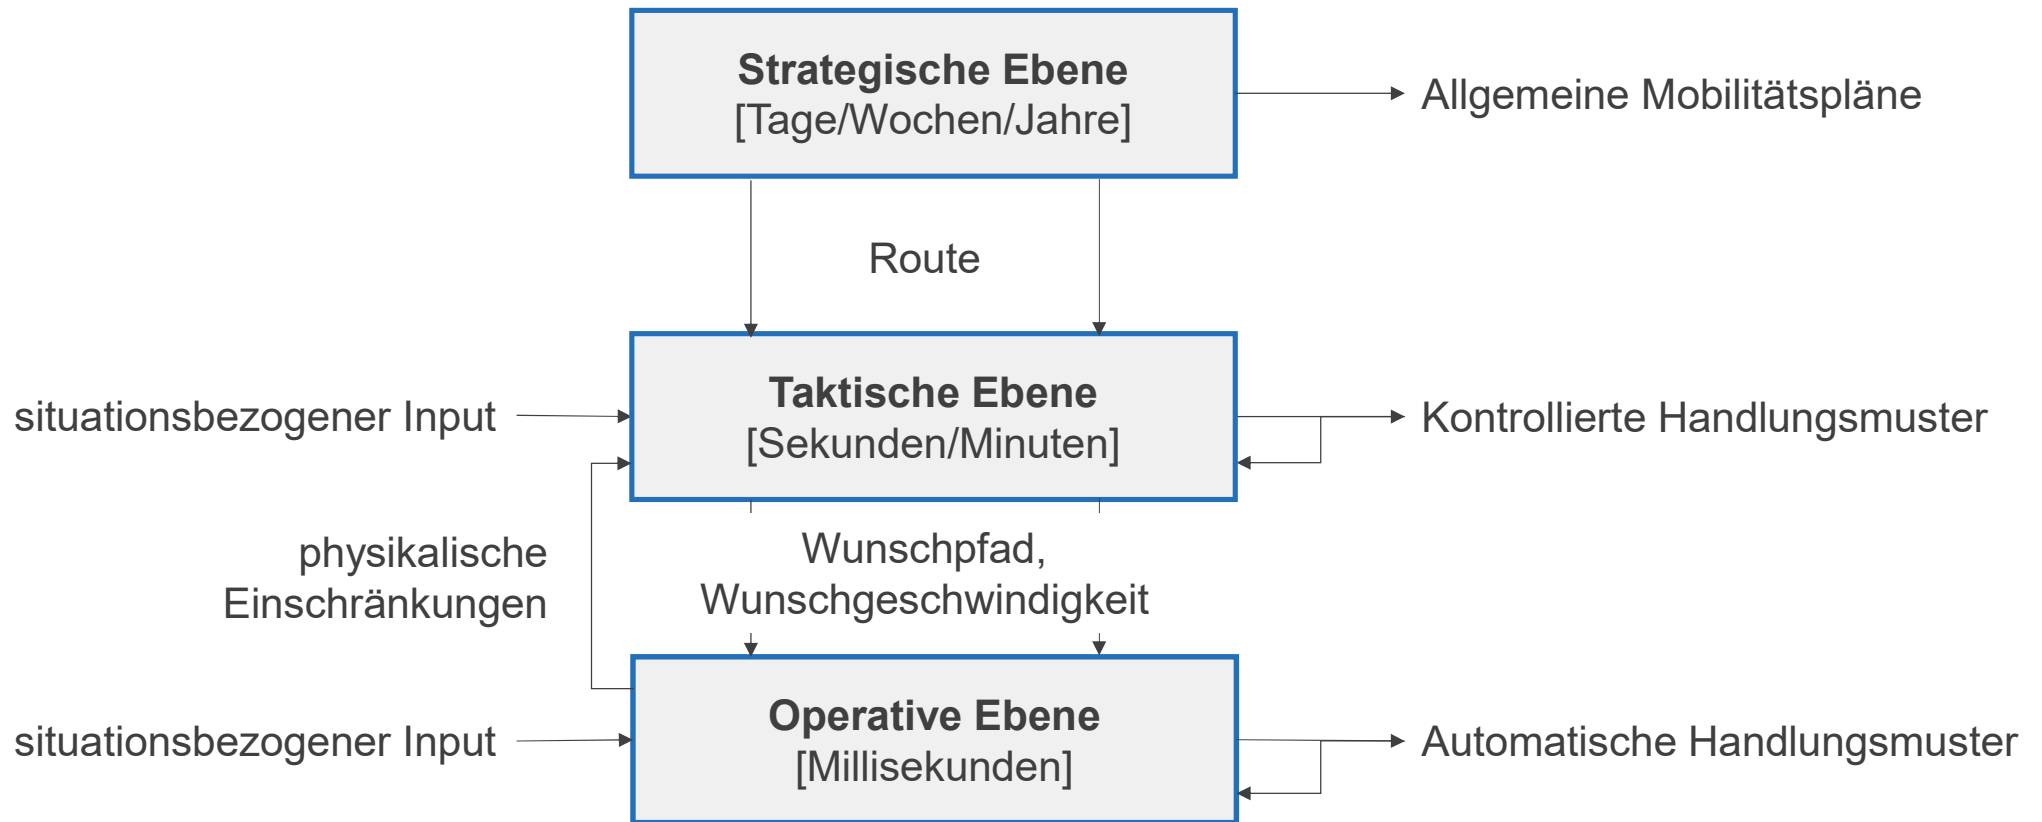 Strategische Ebene
[Tage/Wochen/Jahre]
Allgemeine Mobilitätspläne
Route
Taktische Ebene
[Sekunden/Minuten]
situationsbezogener Input
Kontrollierte Handlungsmuster
physikalische
Einschränkungen
Wunschpfad,
Wunschgeschwindigkeit
Operative Ebene
[Millisekunden]
situationsbezogener Input
Automatische Handlungsmuster